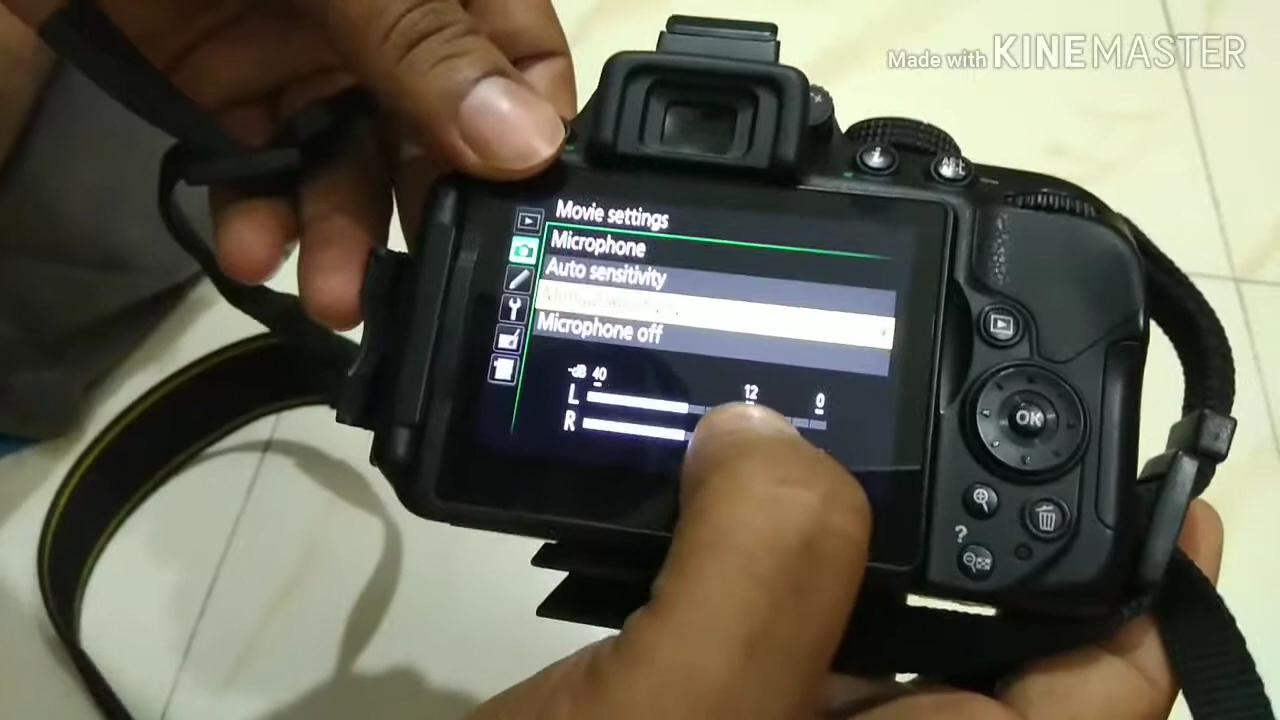 Made with KINEMASTER
Movie settings
Microphone
Auto sensitivity
Microphone off
-dB 40 12 0
L
R
OK
?